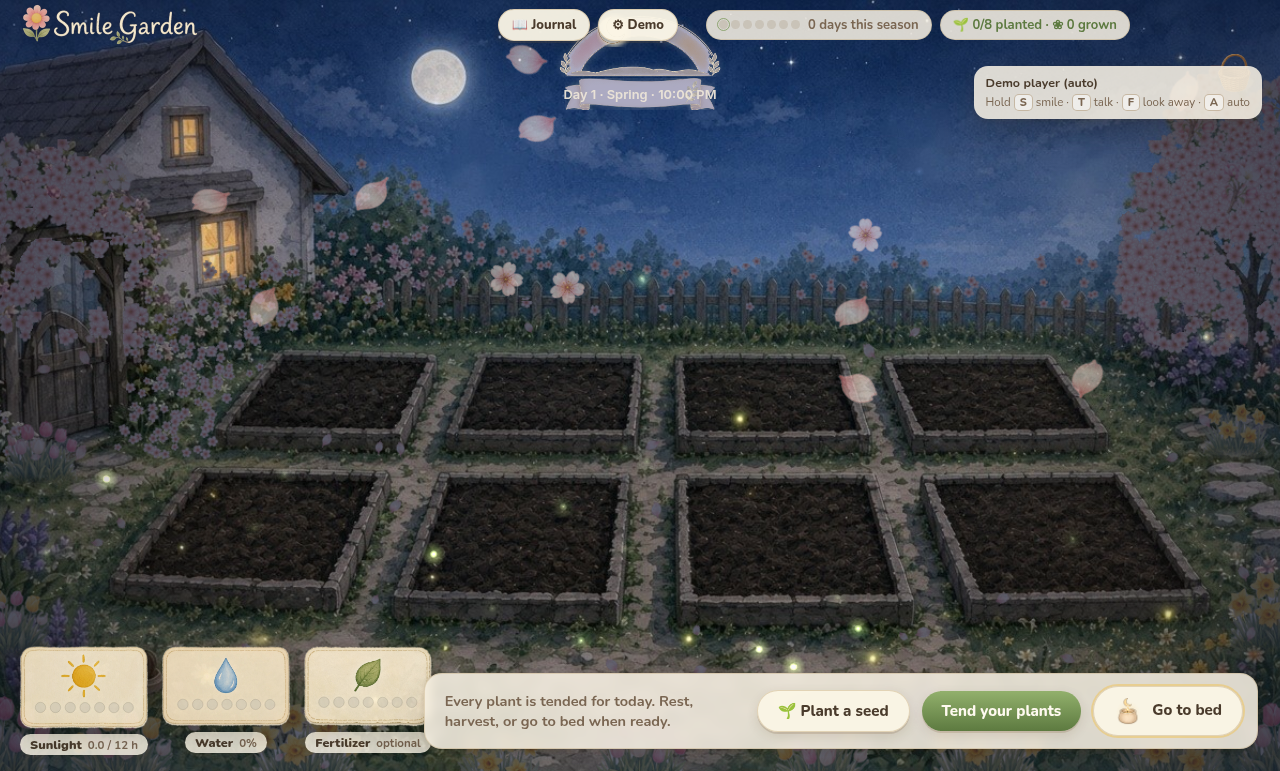 Smile Garden
📖 Journal
⚙ Demo
0 days this season
🌱 0/8 planted · ❀ 0 grown
Day 1 · Spring · 10:00 PM
Demo player (auto)
Hold S smile · T talk · F look away · A auto
Every plant is tended for today. Rest,
harvest, or go to bed when ready.
🌱 Plant a seed
Tend your plants
Go to bed
Sunlight 0.0 / 12 h
Water 0%
Fertilizer optional